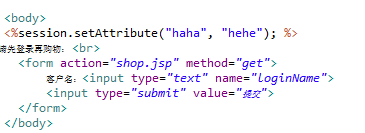 <body>
<%session.setAttribute("haha", "hehe"); %>
请先登录再购物：<br>
<form action="shop.jsp" method="get">
客户名：<input type="text" name="loginName">
<input type="submit" value="提交">
</form>
</body>